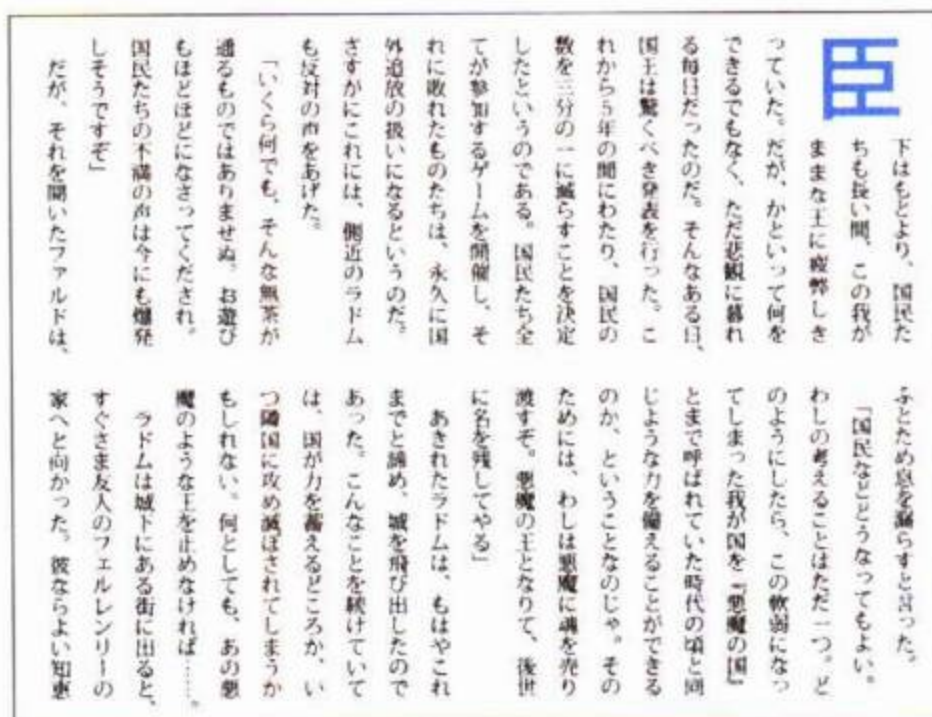 臣下はもとより、国民た
ちも長い間、この我が
ままな王に疲弊しき
っていた。だが、かといって何を
できるでもなく、ただ悲観に暮れ
る毎日だったのだ。そんなある日、
国王は驚くべき発表を行った。こ
れから5年の間にわたり、国民の
数を三分の一に減らすことを決定
したというのである。国民たち全
てが参加するゲームを開催し、そ
れに敗れたものたちは、永久に国
外追放の扱いになるというのだ。
さすがにこれには、側近のラドム
も反対の声をあげた。
「いくら何でも、そんな無茶が
通るものではありませぬ。お遊び
もほどほどになさってくだされ。
国民たちの不満の声は今にも爆発
しそうですぞ」
だが、それを聞いたファルドは、
ふとため息を漏らすと言った。
「国民などどうなってもよい。
わしの考えることはただ一つ。ど
のようにしたら、この軟弱になっ
てしまった我が国を『悪魔の国』
とまで呼ばれていた時代の頃と同
じような力を備えることができる
のか、ということなのじゃ。その
ためには、わしは悪魔に魂を売り
渡すぞ。悪魔の王となりて、後世
に名を残してやる」
あきれたラドムは、もはやこれ
までと諦め、城を飛び出したので
あった。こんなことを続けていて
は、国が力を蓄えるどころか、い
つ隣国に攻め滅ぼされてしまうか
もしれない。何としても、あの悪
魔のような王を止めなければ……。
ラドムは城下にある街に出ると、
すぐさま友人のフェルレンリーの
家へと向かった。彼ならよい知恵